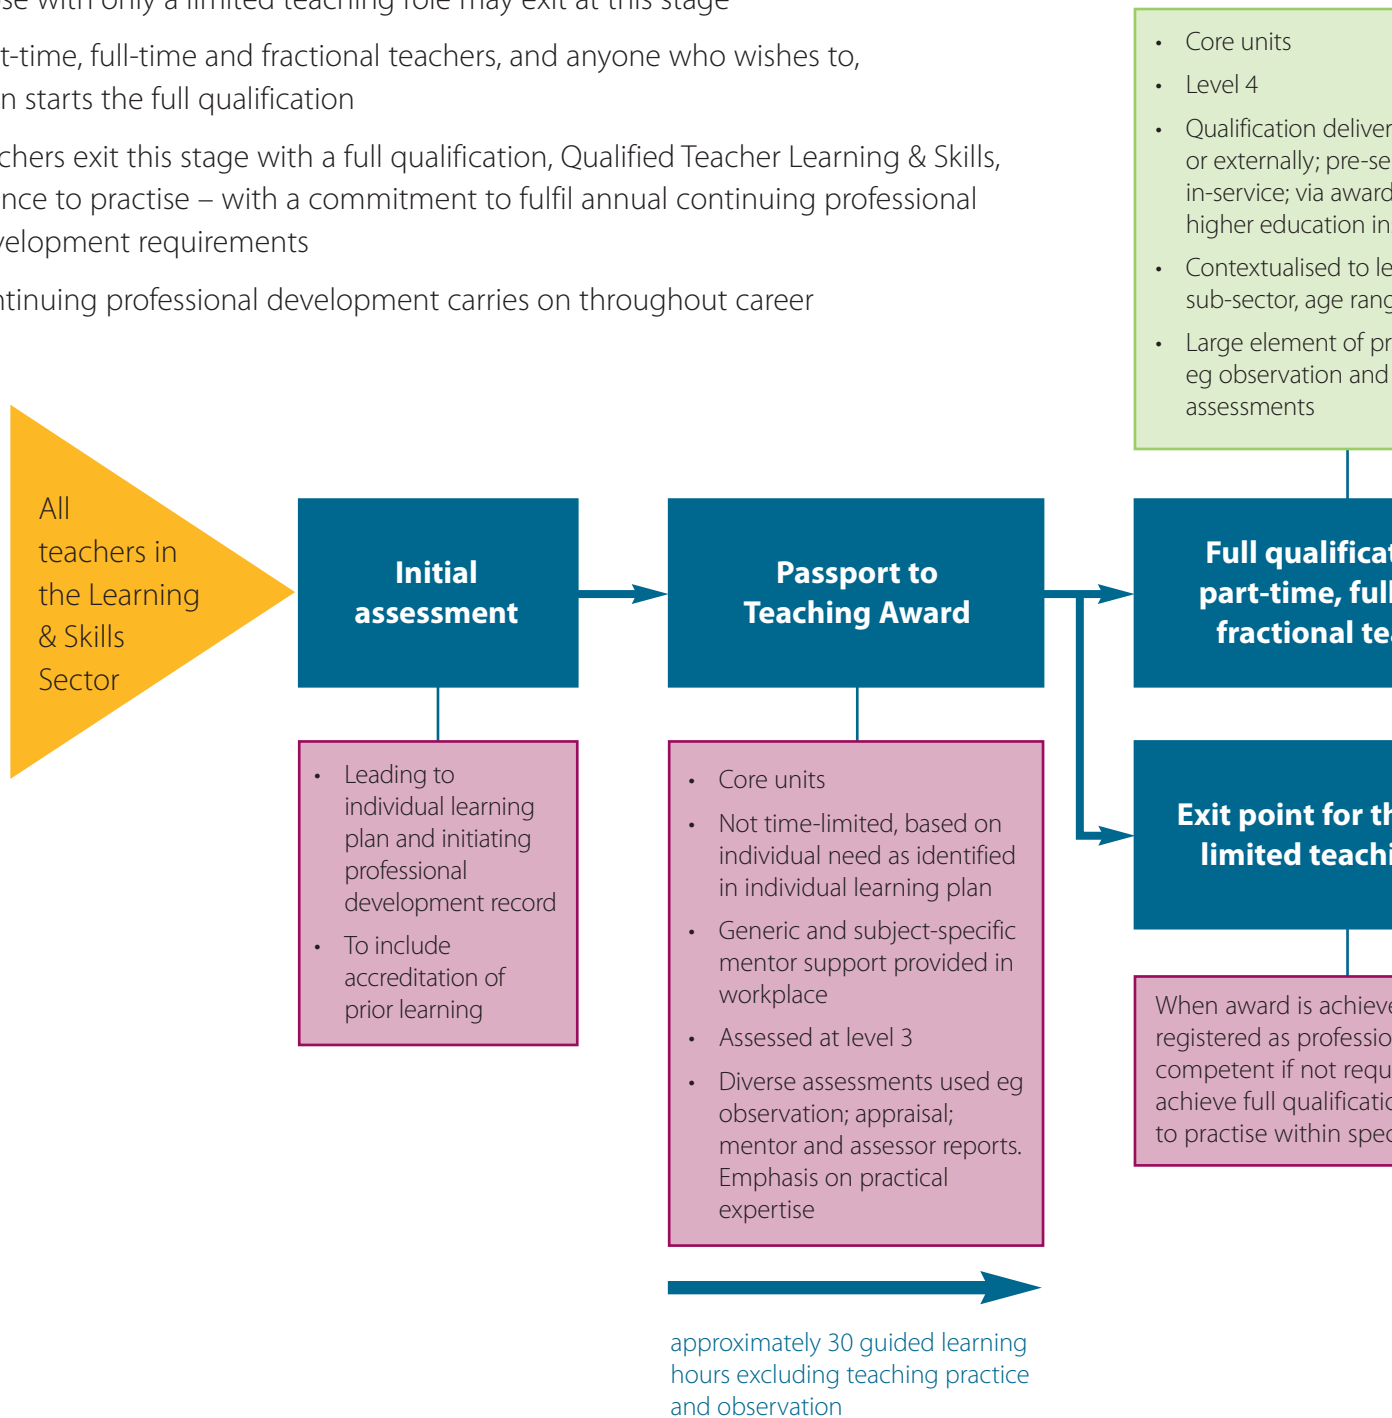 with only a limited teaching role may exit at this stage
t-time, full-time and fractional teachers, and anyone who wishes to,
n starts the full qualification
chers exit this stage with a full qualification, Qualified Teacher Learning & Skills,
nce to practise – with a commitment to fulfil annual continuing professional
velopment requirements
ntinuing professional development carries on throughout career
• Core units
• Level 4
• Qualification deliver
or externally; pre-se
in-service; via award
higher education in
• Contextualised to le
sub-sector, age rang
• Large element of pr
eg observation and
assessments
All
teachers in
the Learning
& Skills
Sector
Initial
assessment
Passport to
Teaching Award
Full qualificat
part-time, full
fractional tea
Exit point for th
limited teachi
• Leading to
individual learning
plan and initiating
professional
development record
• To include
accreditation of
prior learning
• Core units
• Not time-limited, based on
individual need as identified
in individual learning plan
• Generic and subject-specific
mentor support provided in
workplace
• Assessed at level 3
• Diverse assessments used eg
observation; appraisal;
mentor and assessor reports.
Emphasis on practical
expertise
When award is achieve
registered as professio
competent if not requ
achieve full qualificatio
to practise within spec
approximately 30 guided learning
hours excluding teaching practice
and observation